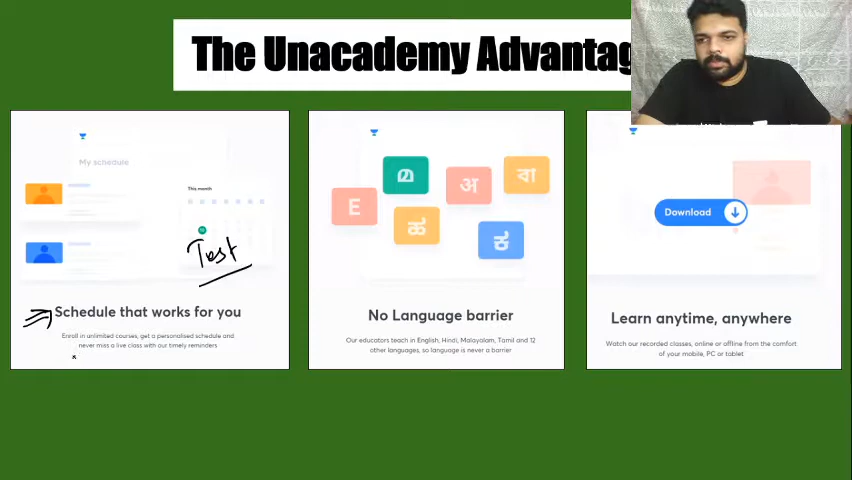 The Unacademy Advantag
My schedule
This month
Test
Schedule that works for you
Enroll in unlimited courses, get a personalised schedule and
never miss a live class with our timely reminders
മ
अ
বা
E
ಹ
ಕ
No Language barrier
Our educators teach in English, Hindi, Malayalam, Tamil and 12
other languages, so language is never a barrier
Download
Learn anytime, anywhere
Watch our recorded classes, online or offline from the comfort
of your mobile, PC or tablet